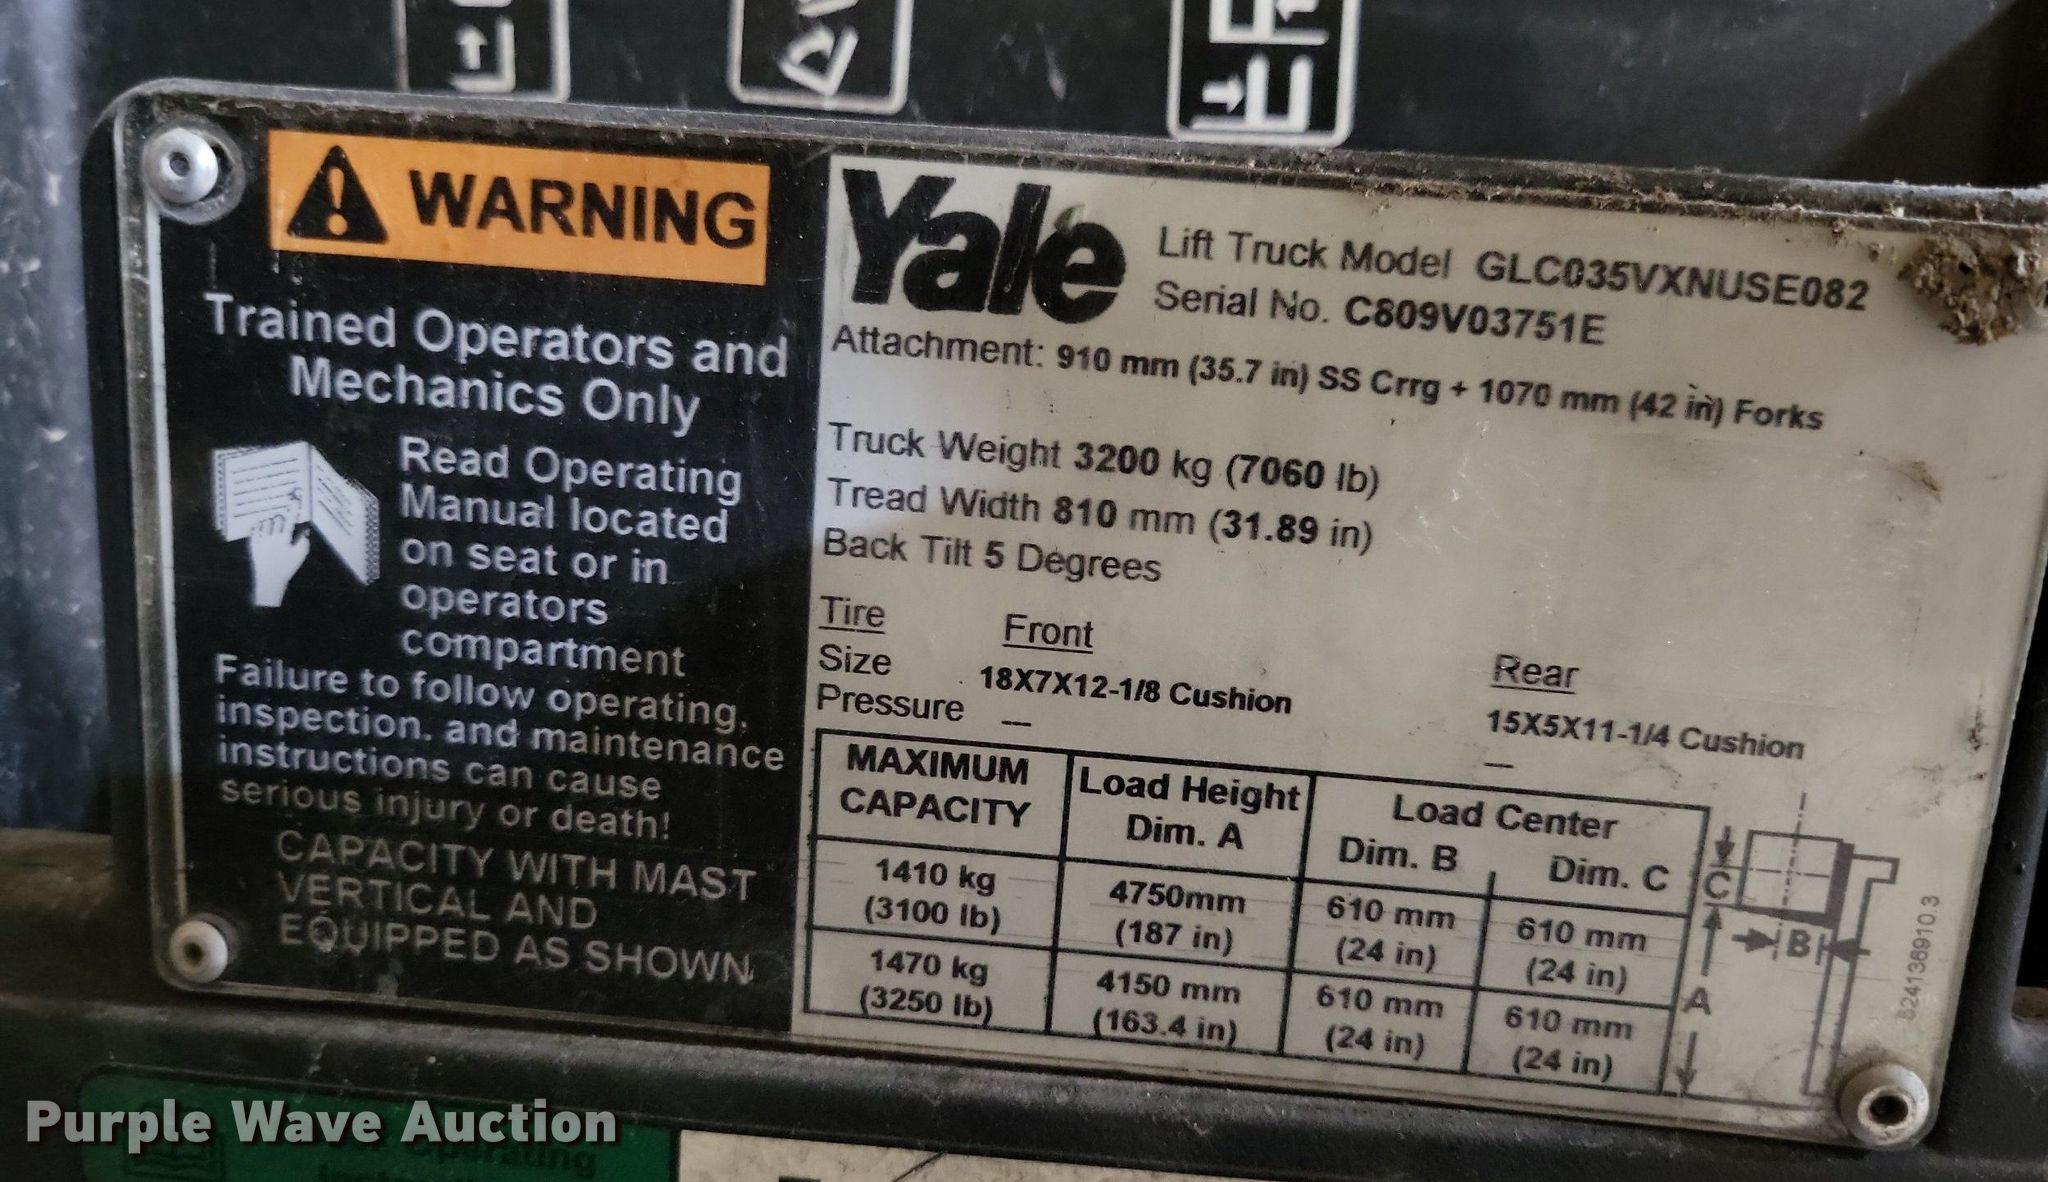 WARNING
Trained Operators and
Mechanics Only
Read Operating
Manual located
on seat or in
operators
compartment
Failure to follow operating,
inspection. and maintenance
instructions can cause
serious injury or death!
CAPACITY WITH MAST
VERTICAL AND
EQUIPPED AS SHOWN
Yale
Lift Truck Model GLC035VXNUSE082
Serial No. C809V03751E
Attachment: 910 mm (35.7 in) SS Crrg + 1070 mm (42 in) Forks
Truck Weight 3200 kg (7060 lb)
Tread Width 810 mm (31.89 in)
Back Tilt 5 Degrees
Tire Front Rear
Size 18X7X12-1/8 Cushion 15X5X11-1/4 Cushion
Pressure — —
MAXIMUM CAPACITY Load Height Dim. A Load Center Dim. B Dim. C
1410 kg (3100 lb) 4750mm (187 in) 610 mm (24 in) 610 mm (24 in)
1470 kg (3250 lb) 4150 mm (163.4 in) 610 mm (24 in) 610 mm (24 in)
C
B
A
524136910.3
Purple Wave Auction
Operating